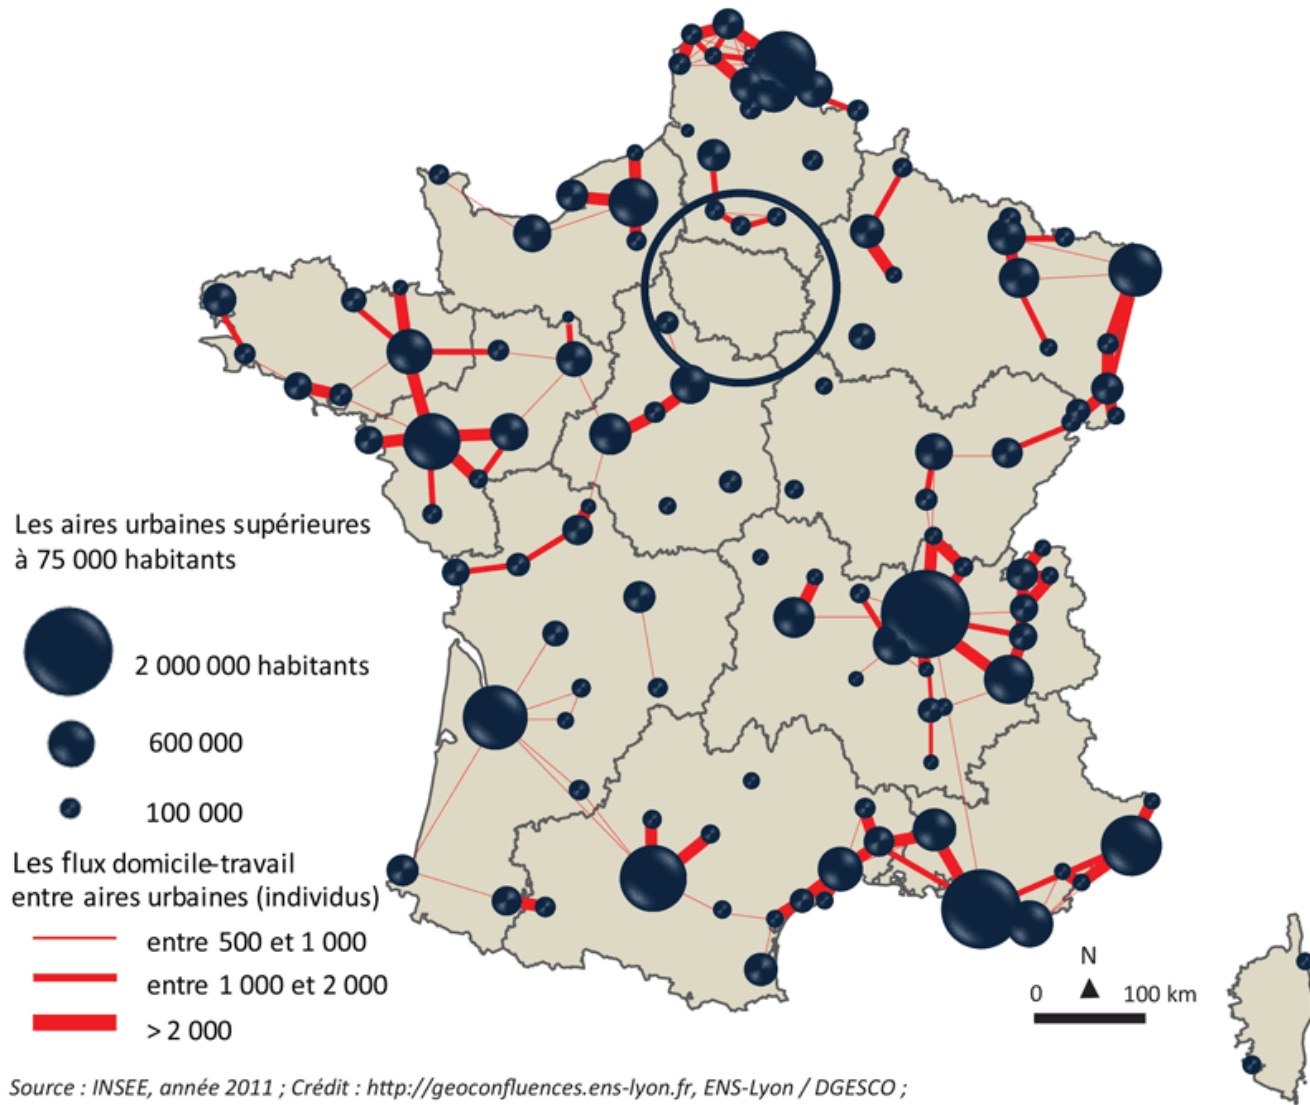 Les aires urbaines supérieures
à 75 000 habitants
2 000 000 habitants
600 000
100 000
Les flux domicile-travail
entre aires urbaines (individus)
entre 500 et 1 000
entre 1 000 et 2 000
> 2 000
N
0 100 km
Source : INSEE, année 2011 ; Crédit : http://geoconfluences.ens-lyon.fr, ENS-Lyon / DGESCO ;